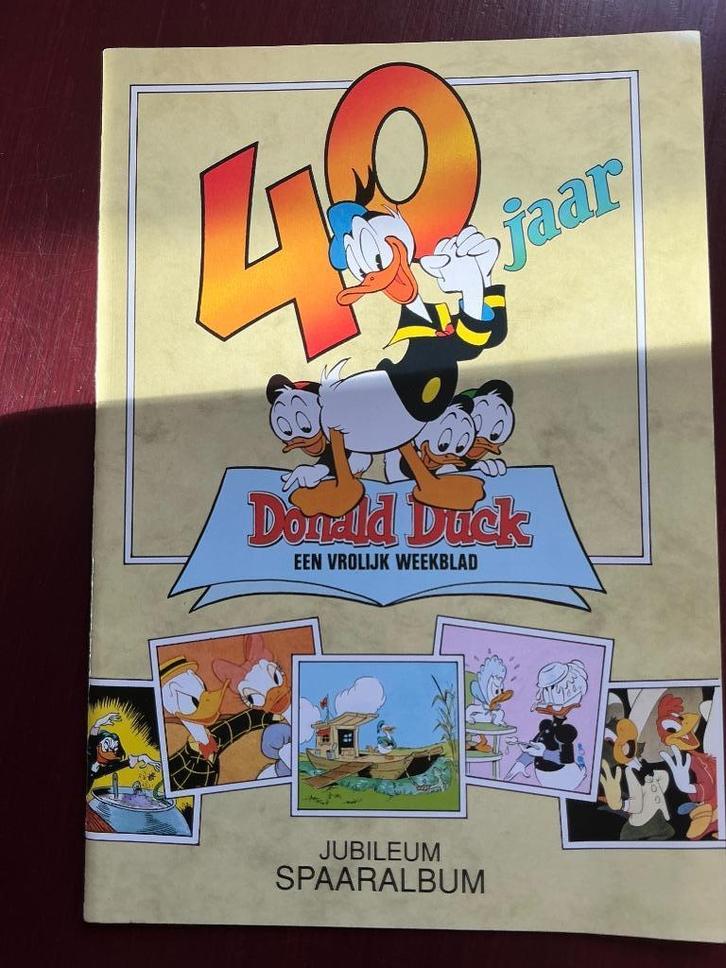 40 jaar
Donald Duck
EEN VROLIJK WEEKBLAD
JUBILEUM
SPAARALBUM